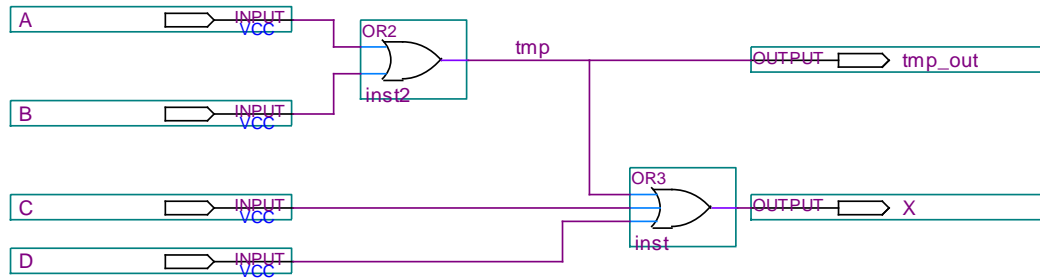 A INPUT
VCC
OR2
tmp
OUTPUT tmp_out
inst2
B INPUT
VCC
OR3
C INPUT
VCC
OUTPUT X
inst
D INPUT
VCC